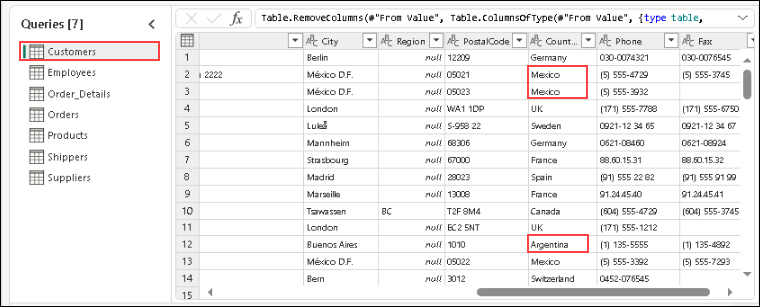 Queries [7]
Customers
Employees
Order_Details
Orders
Products
Shippers
Suppliers
fx Table.RemoveColumns(#"From Value", Table.ColumnsOfType(#"From Value", {type table,
City Region PostalCode Count... Phone Fax
1 Berlin null 12209 Germany 030-0074321 030-0076545
2 2222 México D.F. null 05021 Mexico (5) 555-4729 (5) 555-3745
3 México D.F. null 05023 Mexico (5) 555-3932
4 London null WA1 1DP UK (171) 555-7788 (171) 555-6750
5 null S-958 22 Sweden 0921-12 34 65 0921-12 34 67
6 Mannheim null 68306 Germany 0621-08460 0621-08924
7 Strasbourg null 67000 France 88.60.15.31 88.60.15.32
8 Madrid null 28023 Spain (91) 555 22 82 (91) 555 91 99
9 Marseille null 13008 France 91.24.45.40 91.24.45.41
10 Tsawassen BC T2F 8M4 Canada (604) 555-4729 (604) 555-3745
11 London null EC2 5NT UK (171) 555-1212
12 Buenos Aires null 1010 Argentina (1) 135-5555 (1) 135-4892
13 México D.F. null 05022 Mexico (5) 555-3392 (5) 555-7293
14 Bern null 3012 Switzerland 0452-076545
15